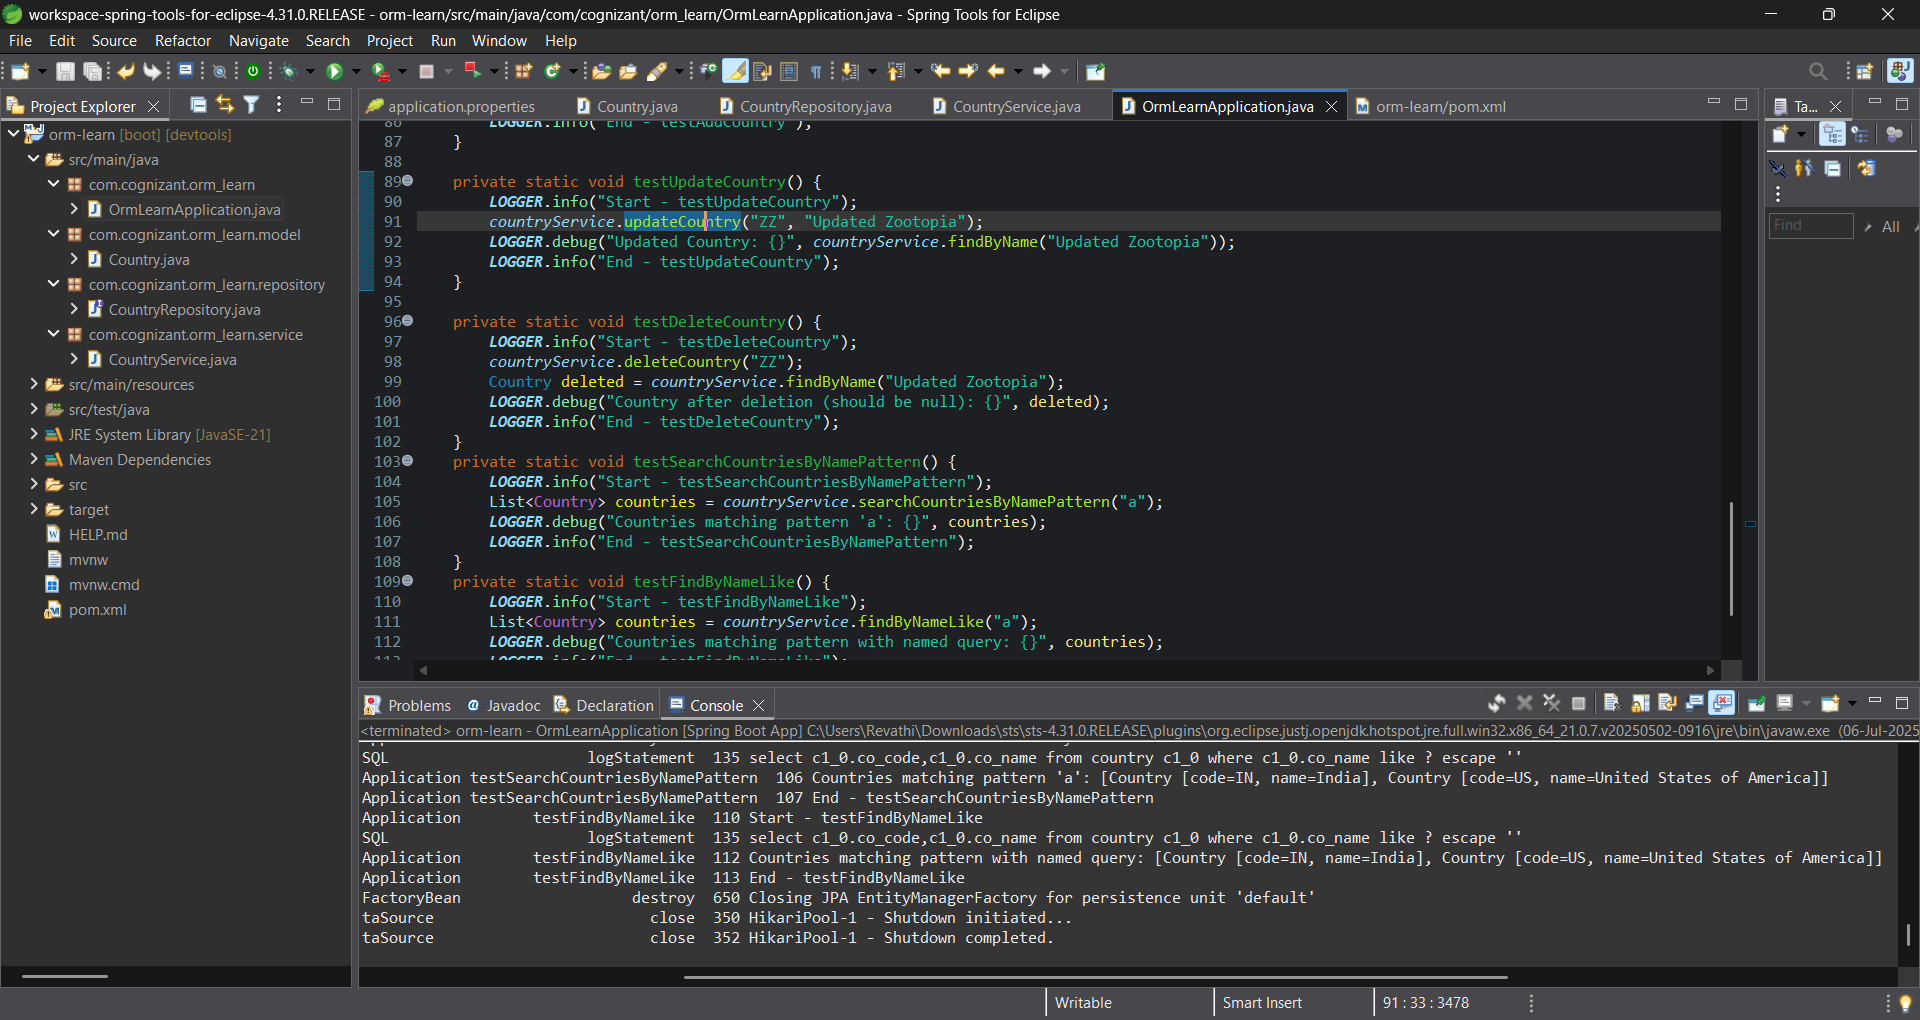 workspace-spring-tools-for-eclipse-4.31.0.RELEASE - orm-learn/src/main/java/com/cognizant/orm_learn/OrmLearnApplication.java - Spring Tools for Eclipse
File Edit Source Refactor Navigate Search Project Run Window Help
Project Explorer
orm-learn [boot] [devtools]
src/main/java
com.cognizant.orm_learn
OrmLearnApplication.java
com.cognizant.orm_learn.model
Country.java
com.cognizant.orm_learn.repository
CountryRepository.java
com.cognizant.orm_learn.service
CountryService.java
src/main/resources
src/test/java
JRE System Library [JavaSE-21]
Maven Dependencies
src
target
HELP.md
mvnw
mvnw.cmd
pom.xml
application.properties Country.java CountryRepository.java CountryService.java OrmLearnApplication.java orm-learn/pom.xml
86 LOGGER.info("End - testAddCountry");
87 }
88
89 private static void testUpdateCountry() {
90 LOGGER.info("Start - testUpdateCountry");
91 countryService.updateCountry("ZZ", "Updated Zootopia");
92 LOGGER.debug("Updated Country: {}", countryService.findByName("Updated Zootopia"));
93 LOGGER.info("End - testUpdateCountry");
94 }
95
96 private static void testDeleteCountry() {
97 LOGGER.info("Start - testDeleteCountry");
98 countryService.deleteCountry("ZZ");
99 Country deleted = countryService.findByName("Updated Zootopia");
100 LOGGER.debug("Country after deletion (should be null): {}", deleted);
101 LOGGER.info("End - testDeleteCountry");
102 }
103 private static void testSearchCountriesByNamePattern() {
104 LOGGER.info("Start - testSearchCountriesByNamePattern");
105 List<Country> countries = countryService.searchCountriesByNamePattern("a");
106 LOGGER.debug("Countries matching pattern 'a': {}", countries);
107 LOGGER.info("End - testSearchCountriesByNamePattern");
108 }
109 private static void testFindByNameLike() {
110 LOGGER.info("Start - testFindByNameLike");
111 List<Country> countries = countryService.findByNameLike("a");
112 LOGGER.debug("Countries matching pattern with named query: {}", countries);
113 LOGGER.info("End - testFindByNameLike");
Ta...
Find
All
Problems Javadoc Declaration Console
<terminated> orm-learn - OrmLearnApplication [Spring Boot App] C:\Users\Revathi\Downloads\sts\sts-4.31.0.RELEASE\plugins\org.eclipse.justj.openjdk.hotspot.jre.full.win32.x86_64_21.0.7.v20250502-0916\jre\bin\javaw.exe (06-Jul-2025
SQL logStatement 135 select c1_0.co_code,c1_0.co_name from country c1_0 where c1_0.co_name like ? escape ''
Application testSearchCountriesByNamePattern 106 Countries matching pattern 'a': [Country [code=IN, name=India], Country [code=US, name=United States of America]]
Application testSearchCountriesByNamePattern 107 End - testSearchCountriesByNamePattern
Application testFindByNameLike 110 Start - testFindByNameLike
SQL logStatement 135 select c1_0.co_code,c1_0.co_name from country c1_0 where c1_0.co_name like ? escape ''
Application testFindByNameLike 112 Countries matching pattern with named query: [Country [code=IN, name=India], Country [code=US, name=United States of America]]
Application testFindByNameLike 113 End - testFindByNameLike
FactoryBean destroy 650 Closing JPA EntityManagerFactory for persistence unit 'default'
taSource close 350 HikariPool-1 - Shutdown initiated...
taSource close 352 HikariPool-1 - Shutdown completed.
Writable Smart Insert 91 : 33 : 3478